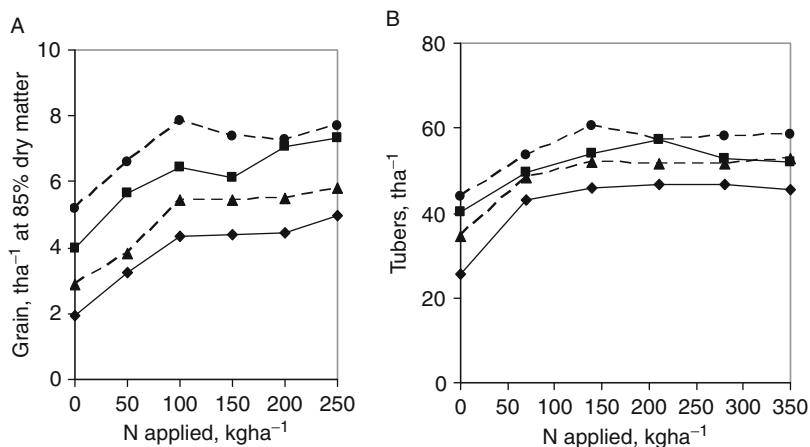 A
10
8
6
4
2
0
Grain, tha⁻¹ at 85% dry matter
0 50 100 150 200 250
N applied, kgha⁻¹
B
80
60
40
20
0
Tubers, tha⁻¹
0 50 100 150 200 250 300 350
N applied, kgha⁻¹